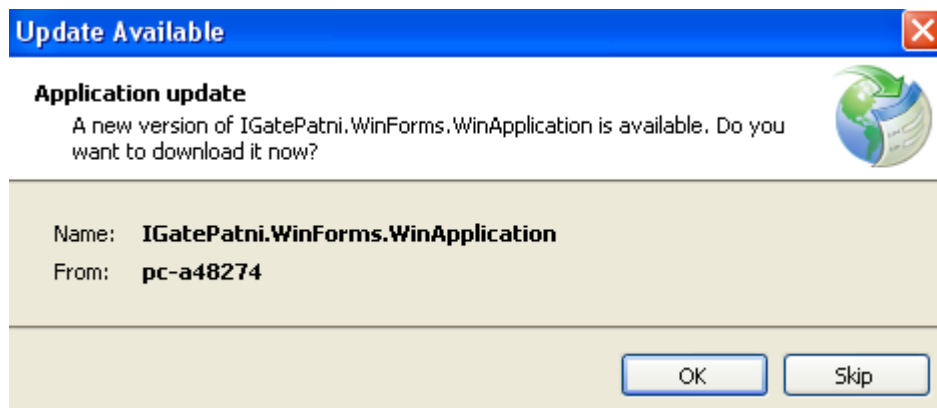 Update Available
Application update
A new version of IGatePatni.WinForms.WinApplication is available. Do you
want to download it now?
Name: IGatePatni.WinForms.WinApplication
From: pc-a48274
OK Skip